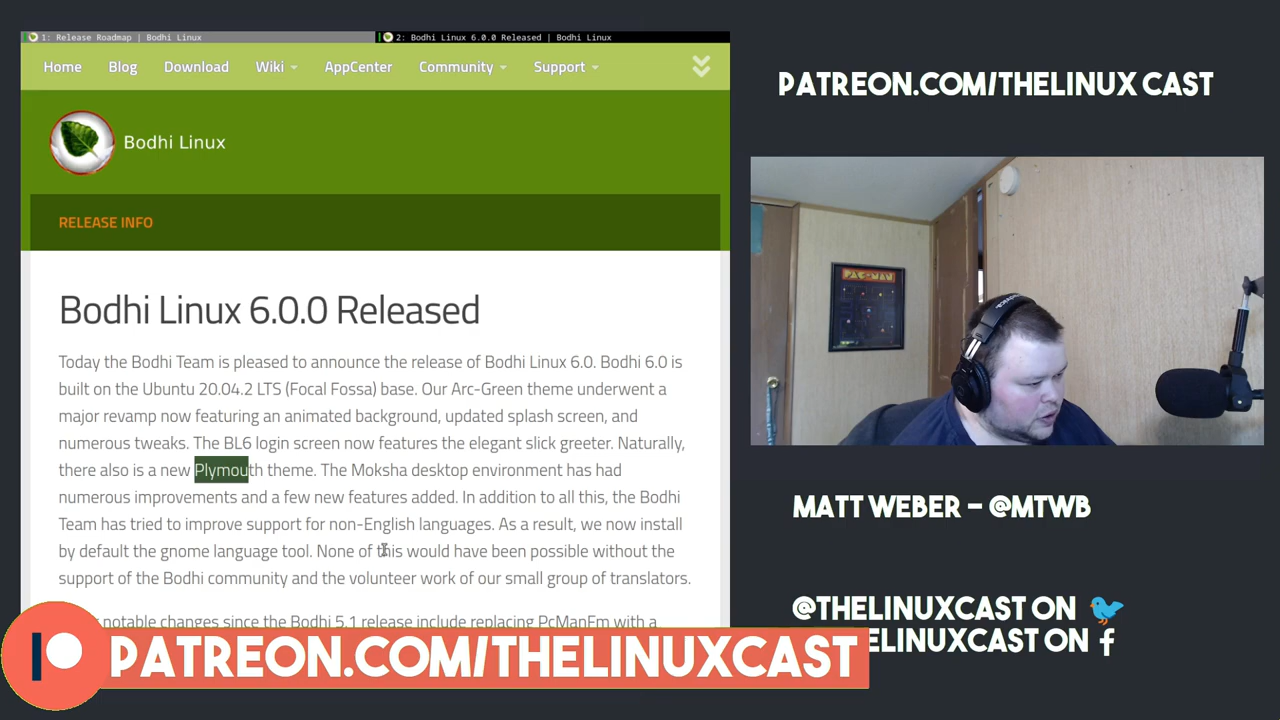 1: Release Roadmap | Bodhi Linux
2: Bodhi Linux 6.0.0 Released | Bodhi Linux
Home
Blog
Download
Wiki
AppCenter
Community
Support
Bodhi Linux
RELEASE INFO
Bodhi Linux 6.0.0 Released
Today the Bodhi Team is pleased to announce the release of Bodhi Linux 6.0. Bodhi 6.0 is
built on the Ubuntu 20.04.2 LTS (Focal Fossa) base. Our Arc-Green theme underwent a
major revamp now featuring an animated background, updated splash screen, and
numerous tweaks. The BL6 login screen now features the elegant slick greeter. Naturally,
there also is a new Plymouth theme. The Moksha desktop environment has had
numerous improvements and a few new features added. In addition to all this, the Bodhi
Team has tried to improve support for non-English languages. As a result, we now install
by default the gnome language tool. None of this would have been possible without the
support of the Bodhi community and the volunteer work of our small group of translators.
notable changes since the Bodhi 5.1 release include replacing PcManFm with a
PATREON.COM/THELINUXCAST
PATREON.COM/THELINUX CAST
PAC-MAN
MATT WEBER – @MTWB
@THELINUXCAST ON
THELINUXCAST ON